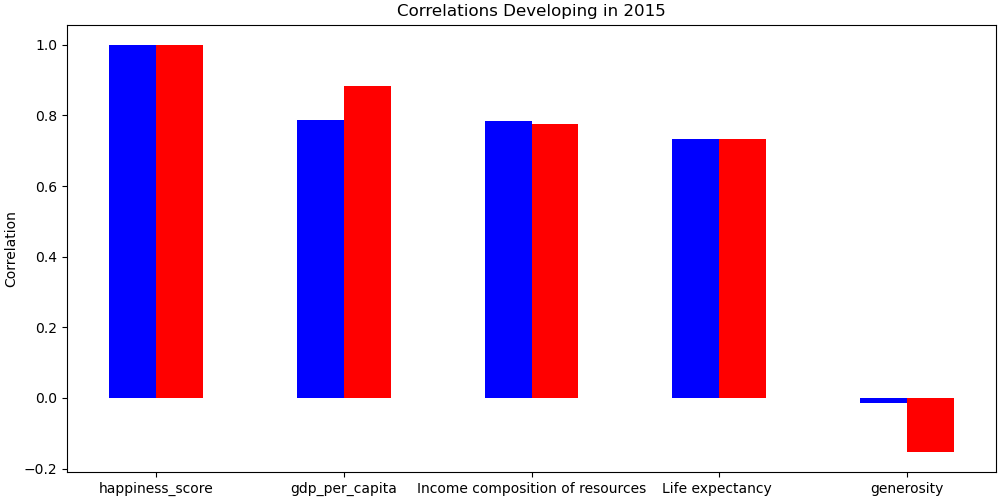 Correlations Developing in 2015
1.0
0.8
0.6
0.4
0.2
0.0
−0.2
Correlation
happiness_score gdp_per_capita Income composition of resources Life expectancy generosity